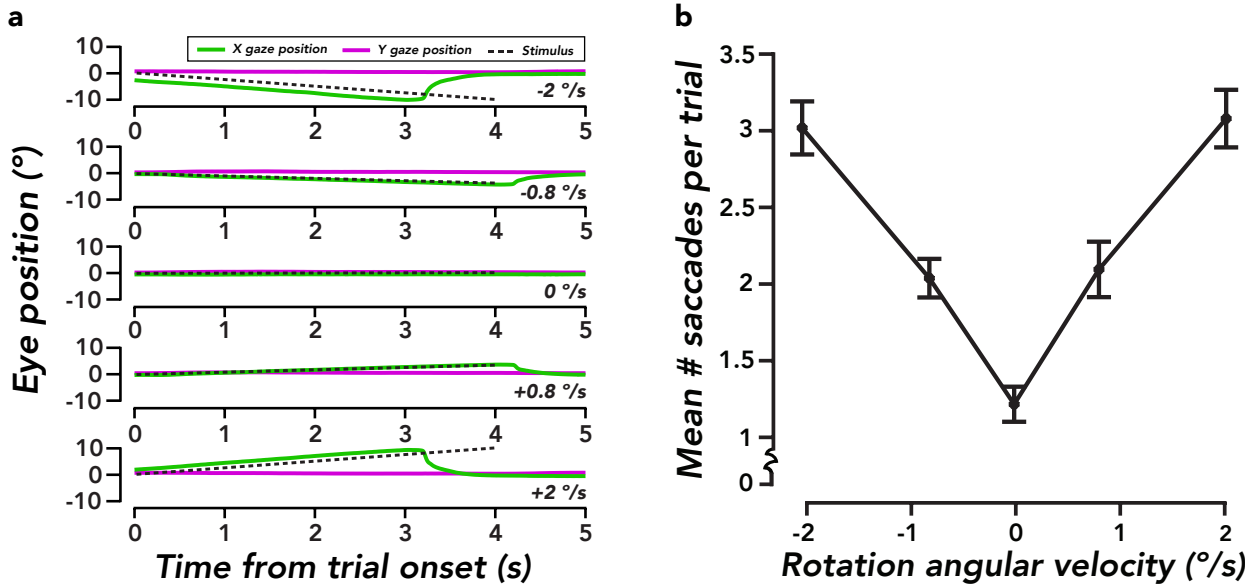 a
X gaze position Y gaze position Stimulus
Eye position (°)
10
0
-10
-2 °/s
0 1 2 3 4 5
10
0
-10
-0.8 °/s
0 1 2 3 4 5
10
0
-10
0 °/s
0 1 2 3 4 5
10
0
-10
+0.8 °/s
0 1 2 3 4 5
10
0
-10
+2 °/s
0 1 2 3 4 5
Time from trial onset (s)
b
Mean # saccades per trial
3.5
3
2.5
2
1.5
1
0
-2 -1 0 1 2
Rotation angular velocity (°/s)